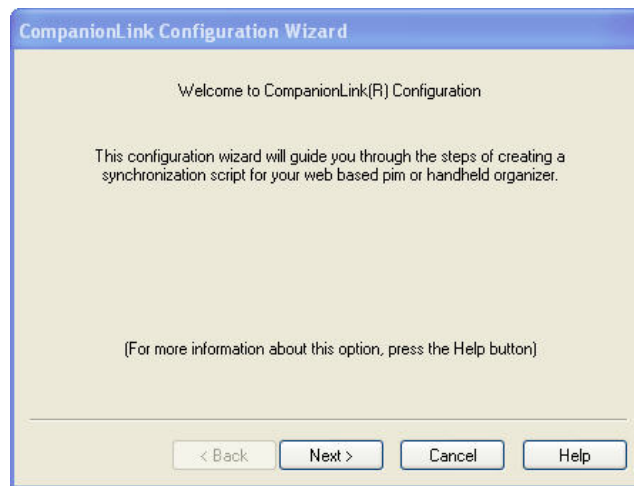 CompanionLink Configuration Wizard
Welcome to CompanionLink(R) Configuration
This configuration wizard will guide you through the steps of creating a
synchronization script for your web based pim or handheld organizer.
(For more information about this option, press the Help button)
< Back
Next >
Cancel
Help